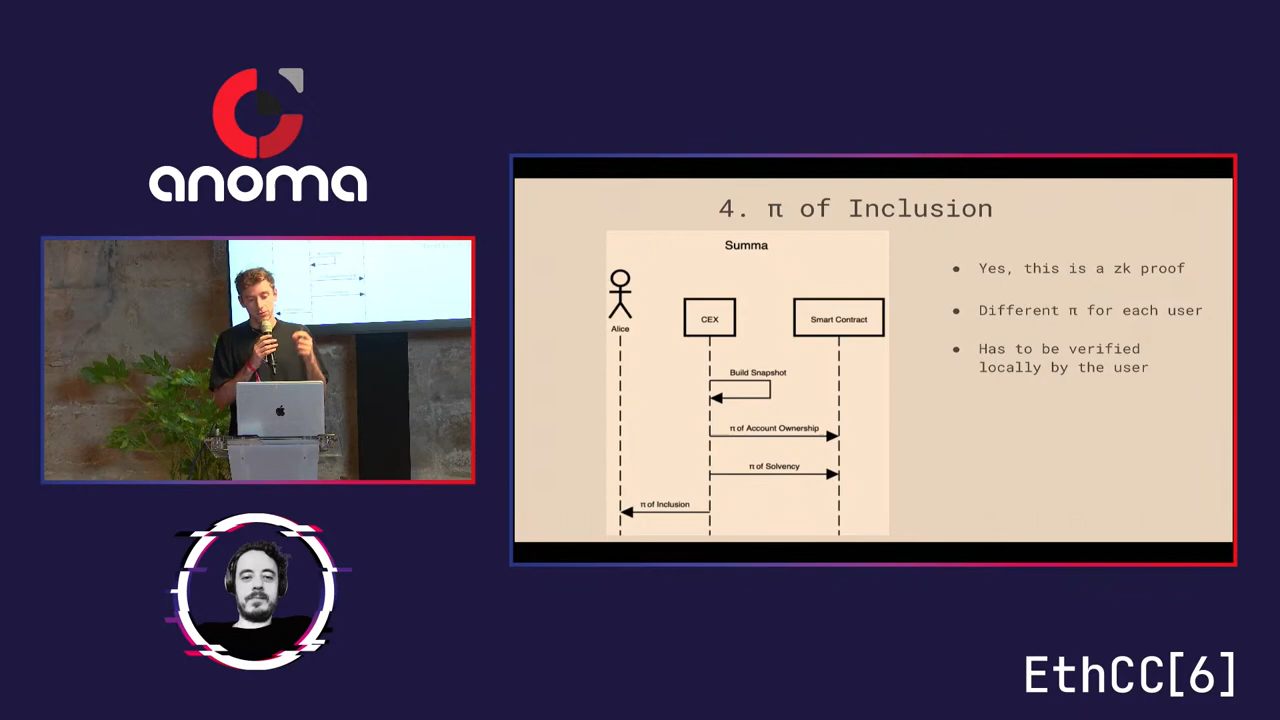 anoma
4. π of Inclusion
Summa
Alice
CEX
Smart Contract
Build Snapshot
π of Account Ownership
π of Solvency
π of Inclusion
● Yes, this is a zk proof
● Different π for each user
● Has to be verified
locally by the user
EthCC[6]